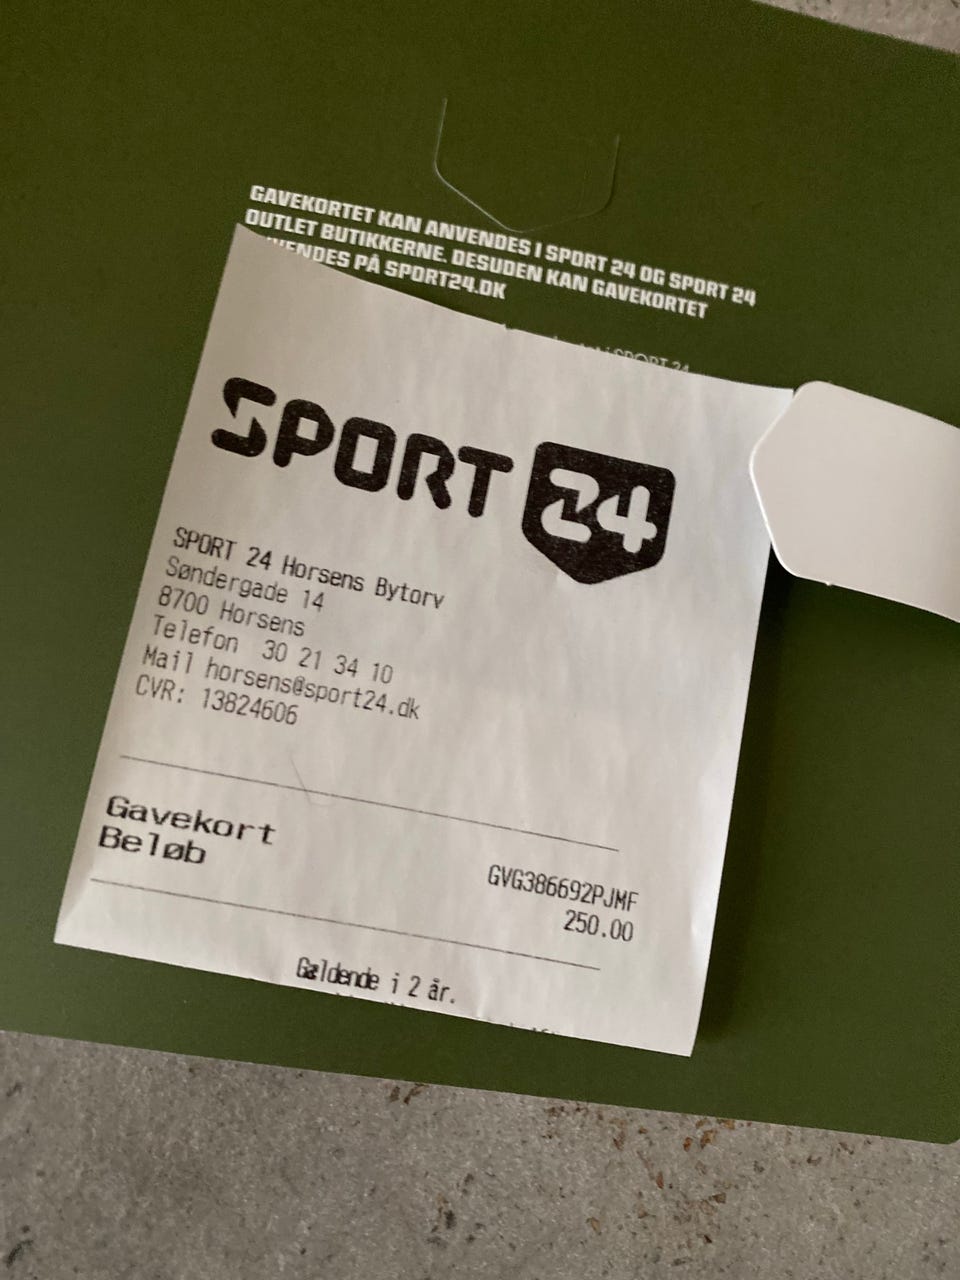 GAVEKORTET KAN ANVENDES I SPORT 24 OG SPORT 24
OUTLET BUTIKKERNE. DESUDEN KAN GAVEKORTET
PÅ SPORT24.DK
SPORT 24
SPORT 24
SPORT 24 Horsens Bytorv
Søndergade 14
8700 Horsens
Telefon 30 21 34 10
Mail horsens@sport24.dk
CVR: 13824606
Gavekort GVG386692PJMF
Beløb 250.00
Gældende i 2 år.